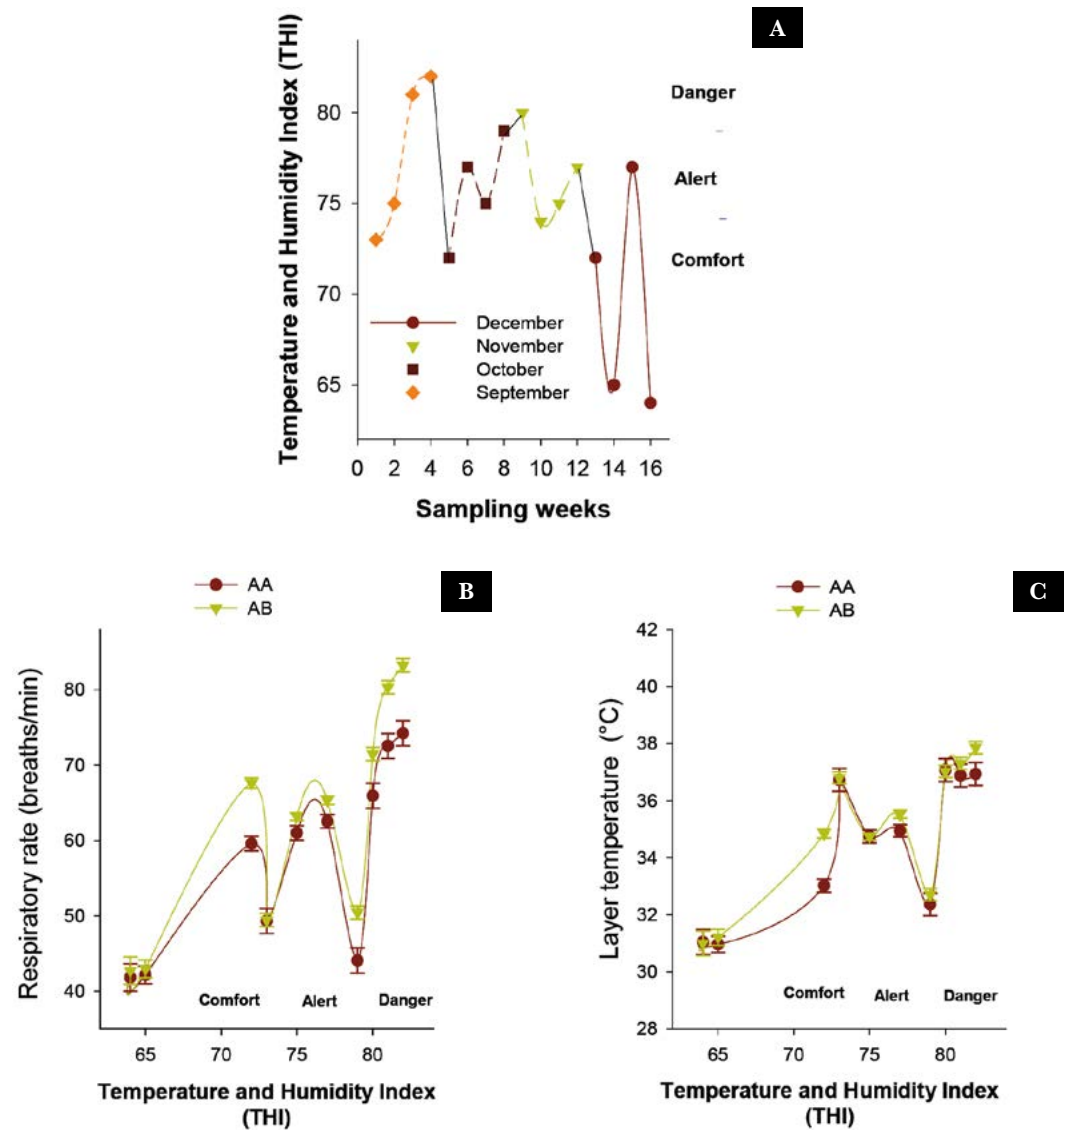 A
Temperature and Humidity Index (THI)
80
75
70
65
Danger
Alert
Comfort
December
November
October
September
0 2 4 6 8 10 12 14 16
Sampling weeks
AA
AB
B
Respiratory rate (breaths/min)
80
70
60
50
40
Comfort Alert Danger
65 70 75 80
Temperature and Humidity Index
(THI)
AA
AB
C
Layer temperature (°C)
42
40
38
36
34
32
30
28
Comfort Alert Danger
65 70 75 80
Temperature and Humidity Index
(THI)